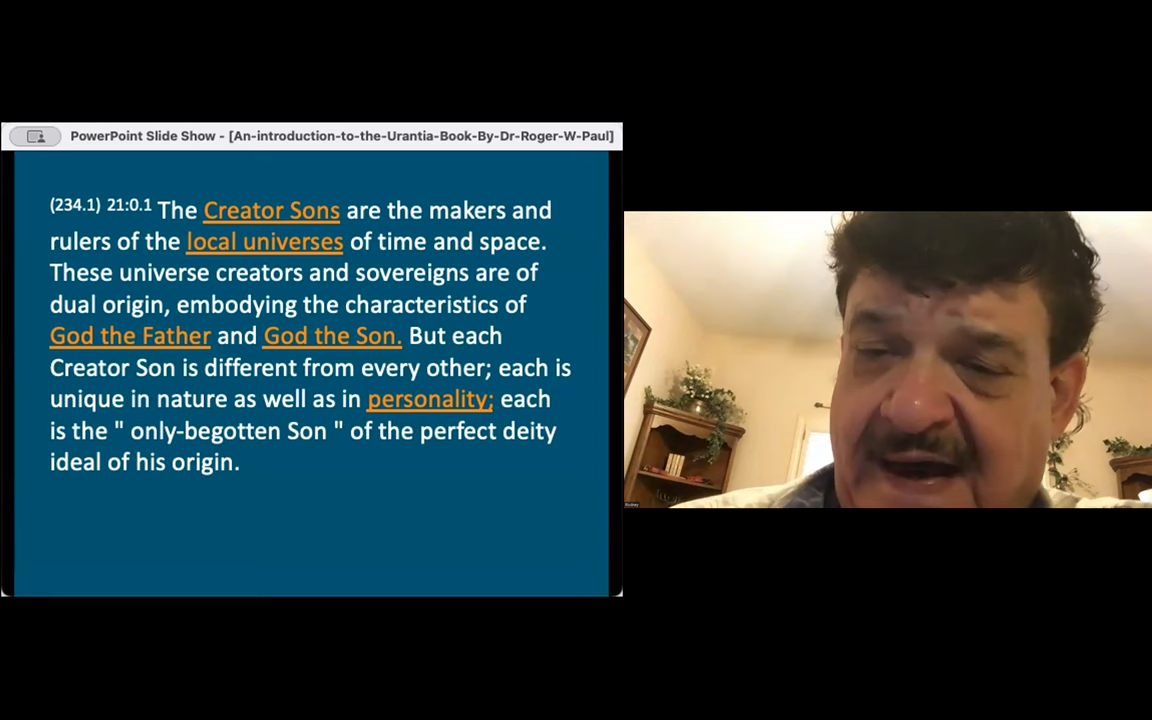 PowerPoint Slide Show - [An-introduction-to-the-Urantia-Book-By-Dr-Roger-W-Paul]
(234.1) 21:0.1 The Creator Sons are the makers and
rulers of the local universes of time and space.
These universe creators and sovereigns are of
dual origin, embodying the characteristics of
God the Father and God the Son. But each
Creator Son is different from every other; each is
unique in nature as well as in personality; each
is the " only-begotten Son " of the perfect deity
ideal of his origin.